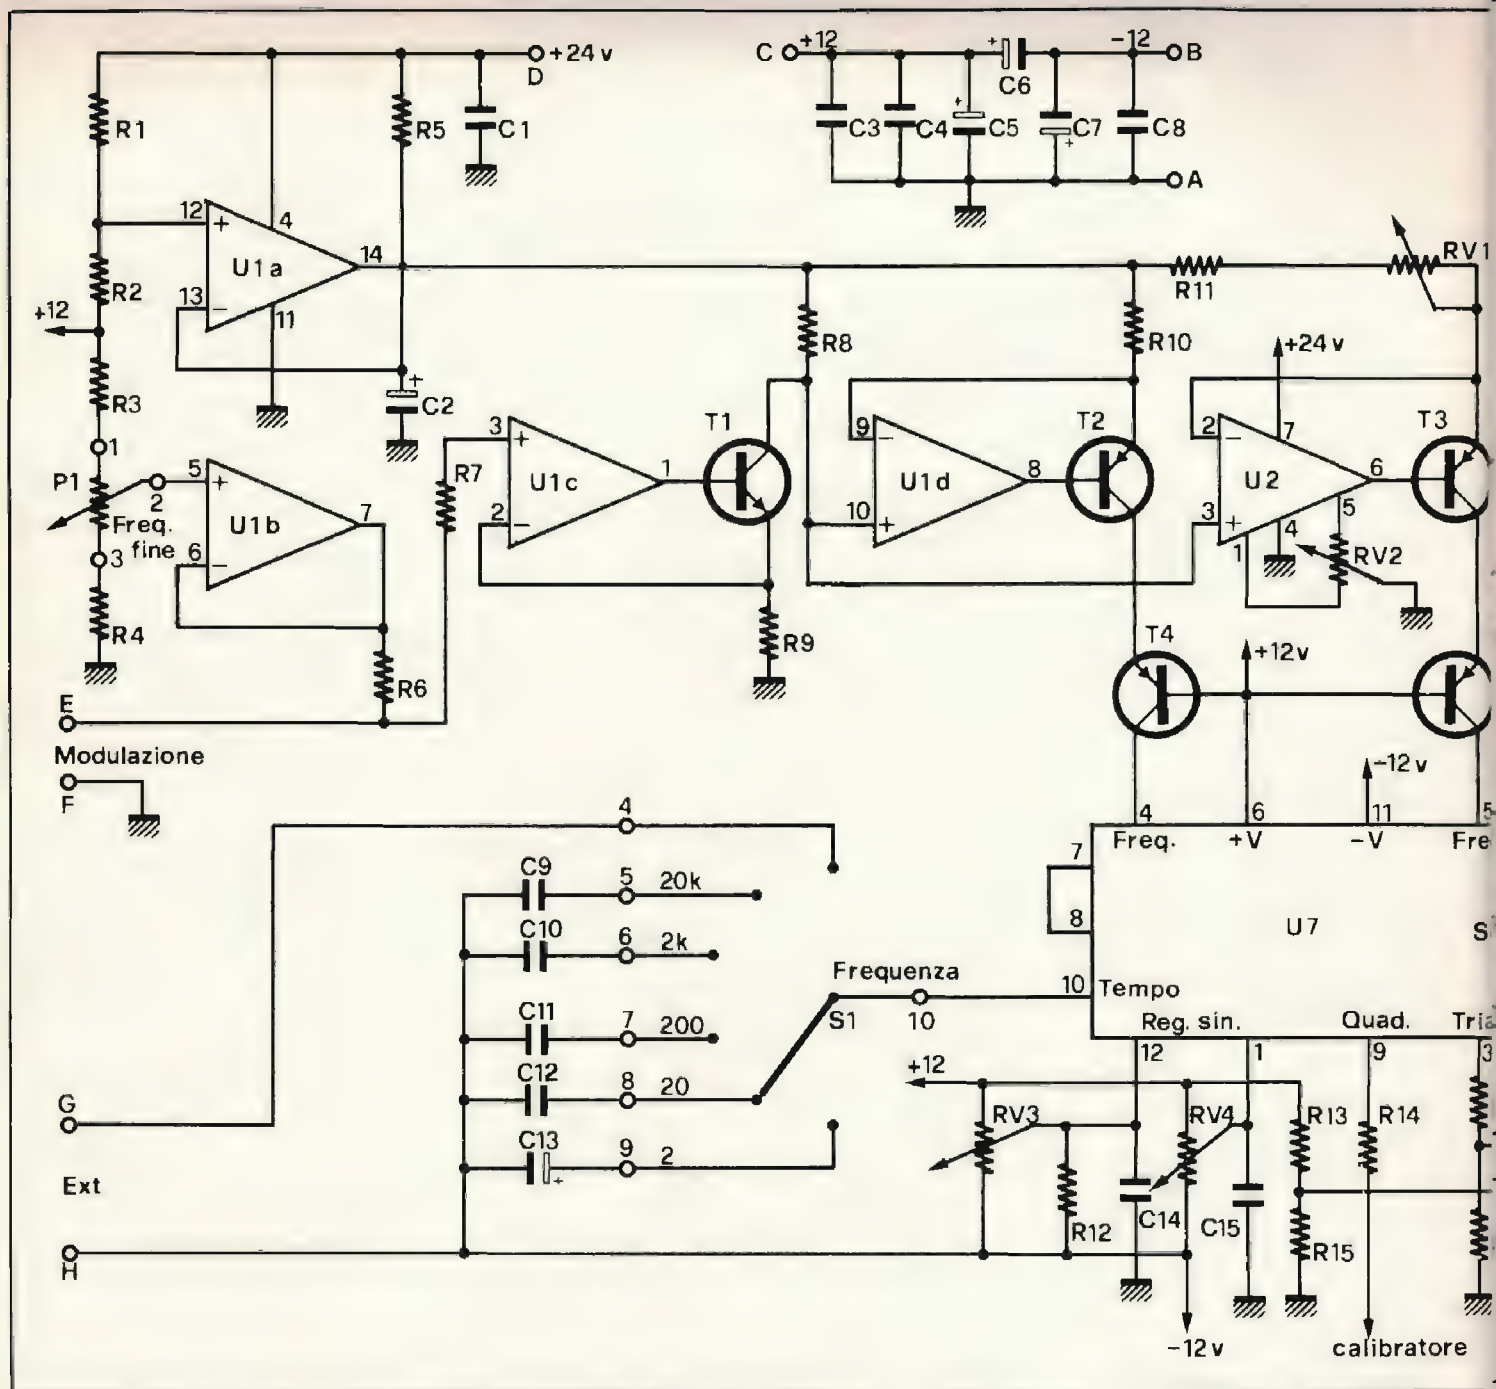 C +12 -12 B
+24 v
D
C6
R1 R5 C1 C3 C4 C5 C7 C8
A
12 + 4
U1a 14
13 - 11
R2
+12
R3
C2
R11
RV1
R8
R10
+24 v
1
P1
2
Freq.
fine
3
5 +
U1b 7
6 -
R4
R7
R6
3 +
U1c 1
2 -
T1
R9
9 -
U1d 8
10 +
T2
2 - 7
U2 6
3 + 5
1 4
RV2
T3
T4
+12v
E
Modulazione
F
-12 v
4 6 11 5
Freq. +V -V Fre
7
8
U7
S
10 Tempo
Reg. sin. Quad. Tria
12 1 9 3
4
C9 5 20k
C10 6 2k
Frequenza
S1 10
C11 7 200
C12 8 20
C13 9 2
+
G
Ext
H
+12
RV3 RV4 R13 R14
R12 C14 C15 R15
-12 v
calibratore